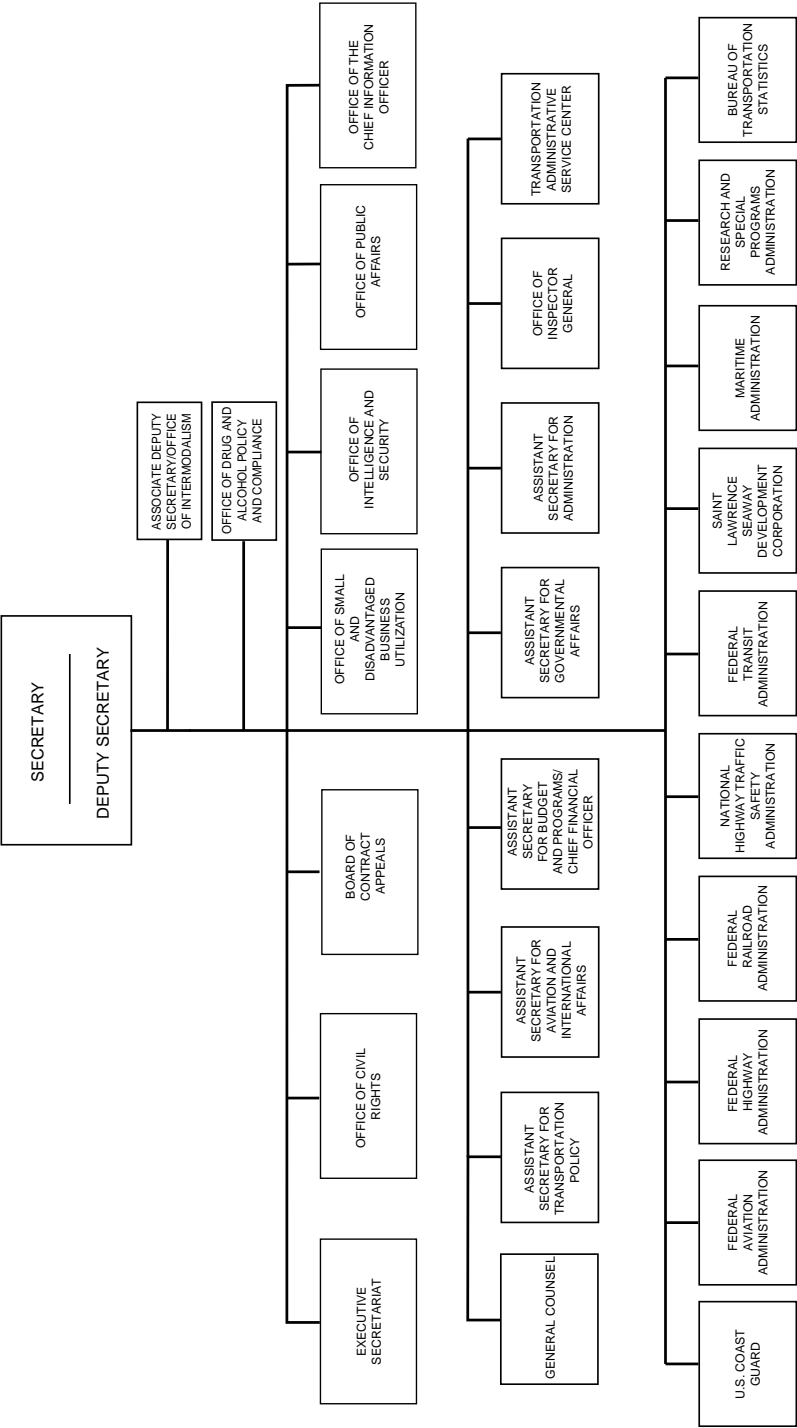 SECRETARY
DEPUTY SECRETARY
ASSOCIATE DEPUTY
SECRETARY/OFFICE
OF INTERMODALISM
OFFICE OF DRUG AND
ALCOHOL POLICY
AND COMPLIANCE
EXECUTIVE
SECRETARIAT
OFFICE OF CIVIL
RIGHTS
BOARD OF
CONTRACT
APPEALS
OFFICE OF SMALL
AND
DISADVANTAGED
BUSINESS
UTILIZATION
OFFICE OF
INTELLIGENCE AND
SECURITY
OFFICE OF PUBLIC
AFFAIRS
OFFICE OF THE
CHIEF INFORMATION
OFFICER
GENERAL COUNSEL
ASSISTANT
SECRETARY FOR
TRANSPORTATION
POLICY
ASSISTANT
SECRETARY FOR
AVIATION AND
INTERNATIONAL
AFFAIRS
ASSISTANT
SECRETARY
FOR BUDGET
AND PROGRAMS/
CHIEF FINANCIAL
OFFICER
ASSISTANT
SECRETARY FOR
GOVERNMENTAL
AFFAIRS
ASSISTANT
SECRETARY FOR
ADMINISTRATION
OFFICE OF
INSPECTOR
GENERAL
TRANSPORTATION
ADMINISTRATIVE
SERVICE CENTER
U.S. COAST
GUARD
FEDERAL
AVIATION
ADMINISTRATION
FEDERAL
HIGHWAY
ADMINISTRATION
FEDERAL
RAILROAD
ADMINISTRATION
NATIONAL
HIGHWAY TRAFFIC
SAFETY
ADMINISTRATION
FEDERAL
TRANSIT
ADMINISTRATION
SAINT
LAWRENCE
SEAWAY
DEVELOPMENT
CORPORATION
MARITIME
ADMINISTRATION
RESEARCH AND
SPECIAL
PROGRAMS
ADMINISTRATION
BUREAU OF
TRANSPORTATION
STATISTICS